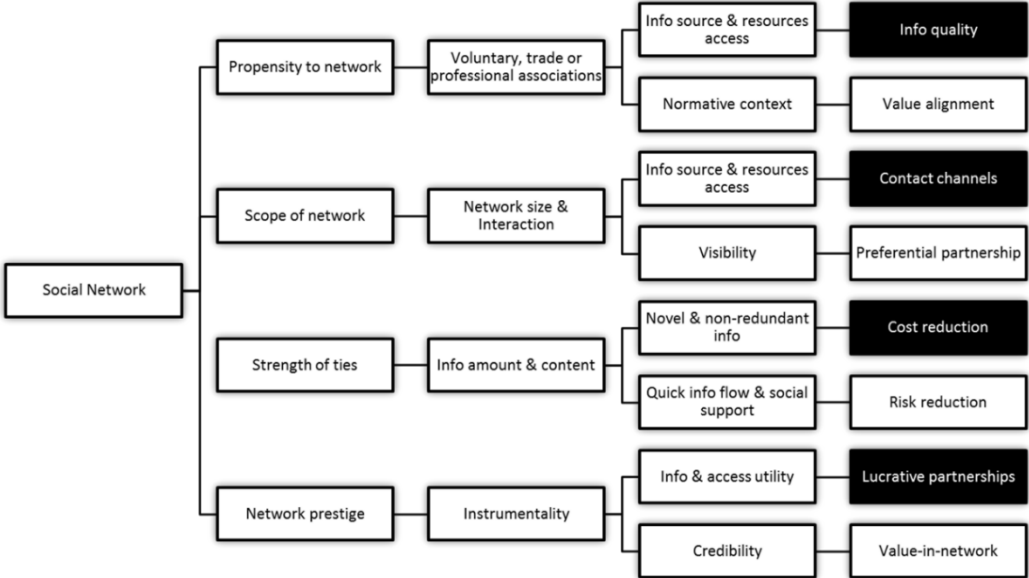 Info source & resources
access
Info quality
Propensity to network
Voluntary, trade or
professional associations
Normative context
Value alignment
Info source & resources
access
Contact channels
Scope of network
Network size &
Interaction
Visibility
Preferential partnership
Social Network
Novel & non-redundant
info
Cost reduction
Strength of ties
Info amount & content
Quick info flow & social
support
Risk reduction
Info & access utility
Lucrative partnerships
Network prestige
Instrumentality
Credibility
Value-in-network